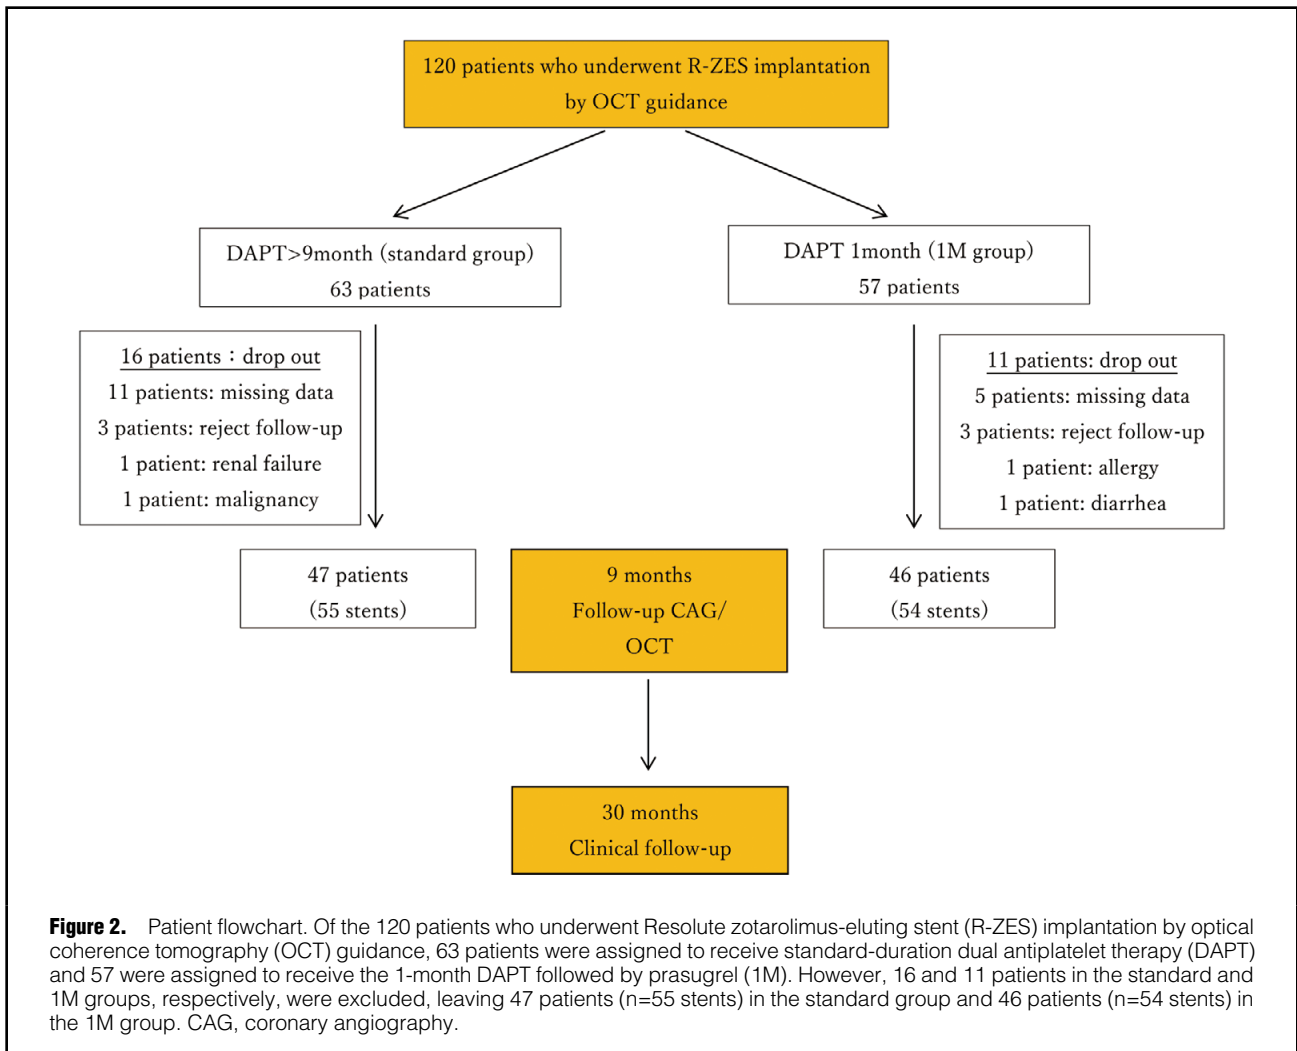 120 patients who underwent R-ZES implantation
by OCT guidance
DAPT>9month (standard group)
63 patients
DAPT 1month (1M group)
57 patients
16 patients：drop out
11 patients: missing data
3 patients: reject follow-up
1 patient: renal failure
1 patient: malignancy
11 patients: drop out
5 patients: missing data
3 patients: reject follow-up
1 patient: allergy
1 patient: diarrhea
47 patients
(55 stents)
9 months
Follow-up CAG/
OCT
46 patients
(54 stents)
30 months
Clinical follow-up
Figure 2. Patient flowchart. Of the 120 patients who underwent Resolute zotarolimus-eluting stent (R-ZES) implantation by optical
coherence tomography (OCT) guidance, 63 patients were assigned to receive standard-duration dual antiplatelet therapy (DAPT)
and 57 were assigned to receive the 1-month DAPT followed by prasugrel (1M). However, 16 and 11 patients in the standard and
1M groups, respectively, were excluded, leaving 47 patients (n=55 stents) in the standard group and 46 patients (n=54 stents) in
the 1M group. CAG, coronary angiography.